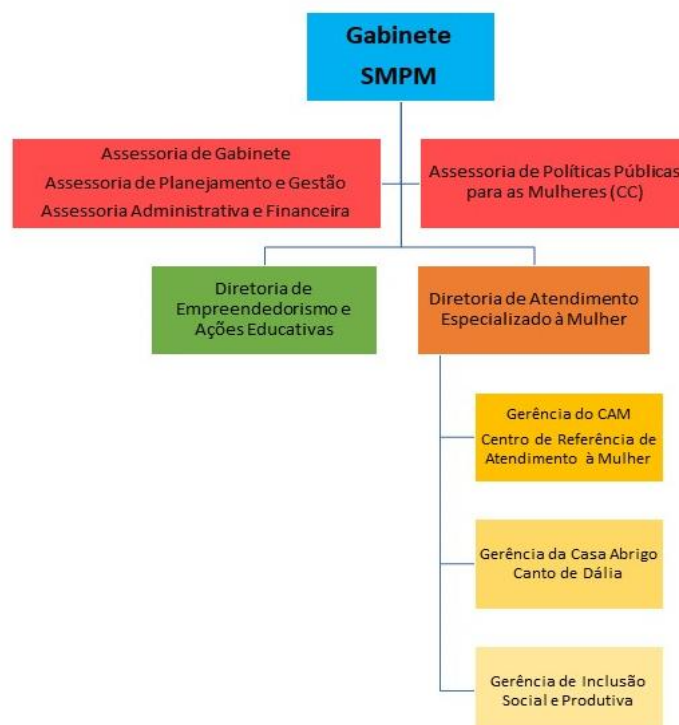 Gabinete
SMPM
Assessoria de Gabinete
Assessoria de Planejamento e Gestão
Assessoria Administrativa e Financeira
Assessoria de Políticas Públicas
para as Mulheres (CC)
Diretoria de
Empreendedorismo e
Ações Educativas
Diretoria de Atendimento
Especializado à Mulher
Gerência do CAM
Centro de Referência de
Atendimento à Mulher
Gerência da Casa Abrigo
Canto de Dália
Gerência de Inclusão
Social e Produtiva